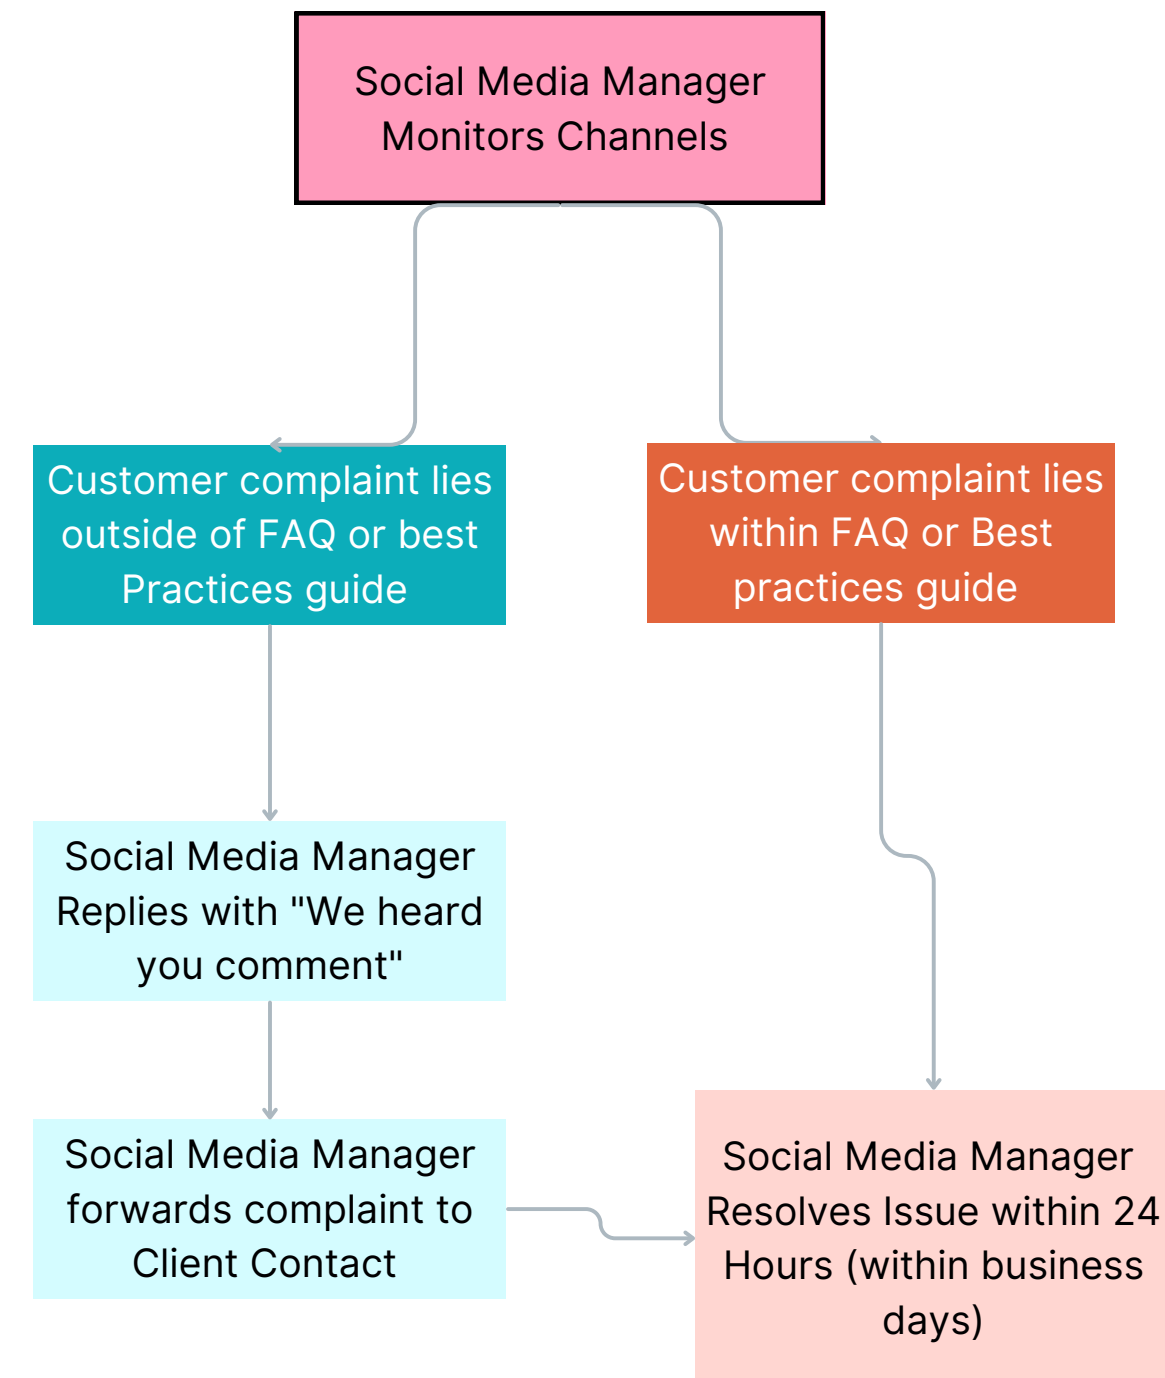 Social Media Manager
Monitors Channels
Customer complaint lies
outside of FAQ or best
Practices guide
Customer complaint lies
within FAQ or Best
practices guide
Social Media Manager
Replies with "We heard
you comment"
Social Media Manager
forwards complaint to
Client Contact
Social Media Manager
Resolves Issue within 24
Hours (within business
days)